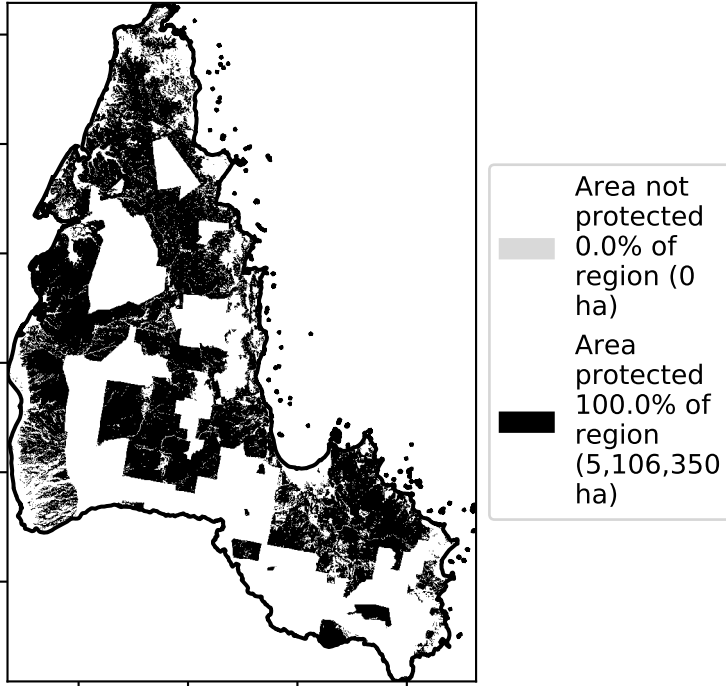 Area not
protected
0.0% of
region (0
ha)
Area
protected
100.0% of
region
(5,106,350
ha)